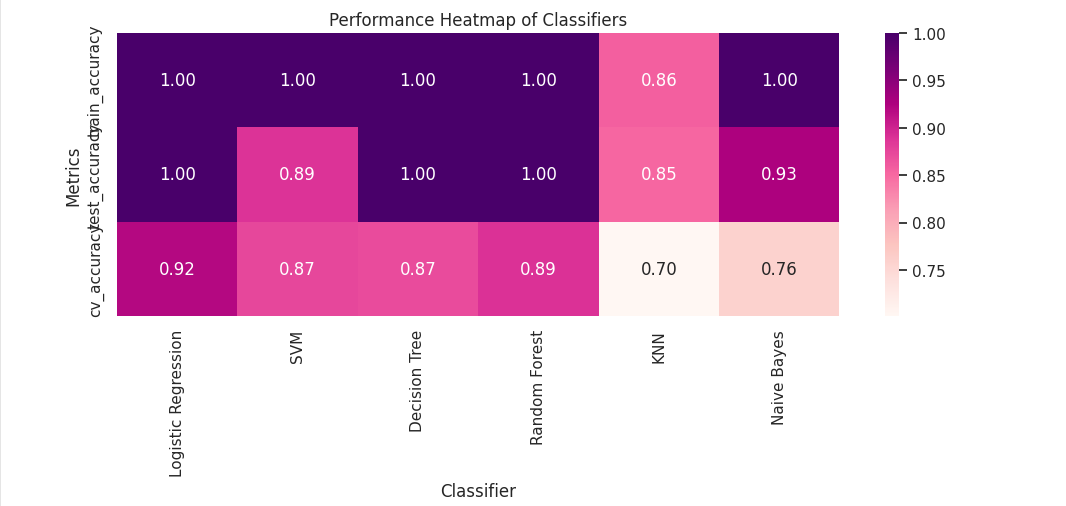 Performance Heatmap of Classifiers
Metrics
train_accuracy
test_accuracy
cv_accuracy
1.00 1.00 1.00 1.00 0.86 1.00
1.00 0.89 1.00 1.00 0.85 0.93
0.92 0.87 0.87 0.89 0.70 0.76
Logistic Regression
SVM
Decision Tree
Random Forest
KNN
Naive Bayes
Classifier
1.00
0.95
0.90
0.85
0.80
0.75